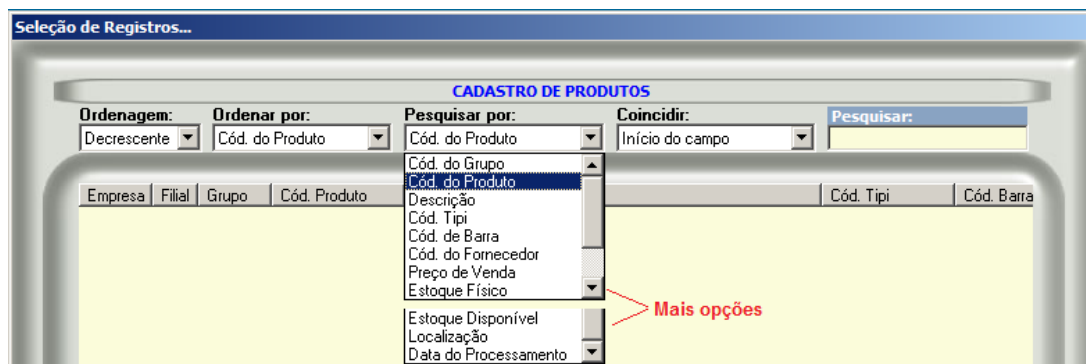 Seleção de Registros...
CADASTRO DE PRODUTOS
Ordenagem: Ordenar por: Pesquisar por: Coincidir: Pesquisar:
Decrescente Cód. do Produto Cód. do Produto Início do campo
Cód. do Grupo
Cód. do Produto
Empresa Filial Grupo Cód. Produto Cód. Tipi Cód. Barra
Descrição
Cód. Tipi
Cód. de Barra
Cód. do Fornecedor
Preço de Venda
Estoque Físico
Mais opções
Estoque Disponível
Localização
Data do Processamento